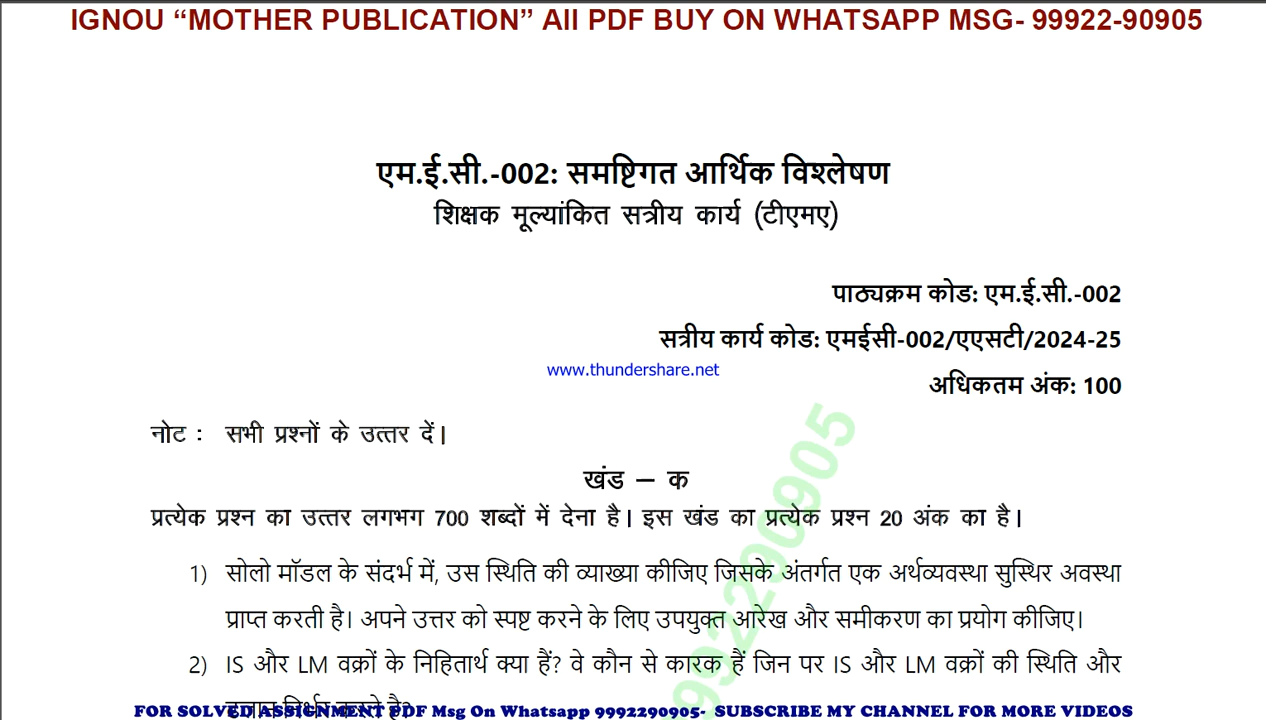 IGNOU “MOTHER PUBLICATION” All PDF BUY ON WHATSAPP MSG- 99922-90905
एम.ई.सी.-002: समष्टिगत आर्थिक विश्लेषण
शिक्षक मूल्यांकित सत्रीय कार्य (टीएमए)
पाठ्यक्रम कोड: एम.ई.सी.-002
सत्रीय कार्य कोड: एमईसी-002/एएसटी/2024-25
www.thundershare.net
अधिकतम अंक: 100
नोट : सभी प्रश्नों के उत्तर दें।
खंड – क
प्रत्येक प्रश्न का उत्तर लगभग 700 शब्दों में देना है। इस खंड का प्रत्येक प्रश्न 20 अंक का है।
1) सोलो मॉडल के संदर्भ में, उस स्थिति की व्याख्या कीजिए जिसके अंतर्गत एक अर्थव्यवस्था सुस्थिर अवस्था
प्राप्त करती है। अपने उत्तर को स्पष्ट करने के लिए उपयुक्त आरेख और समीकरण का प्रयोग कीजिए।
2) IS और LM वक्रों के निहितार्थ क्या हैं? वे कौन से कारक हैं जिन पर IS और LM वक्रों की स्थिति और
FOR SOLVED ASSIGNMENT PDF Msg On Whatsapp 9992290905- SUBSCRIBE MY CHANNEL FOR MORE VIDEOS